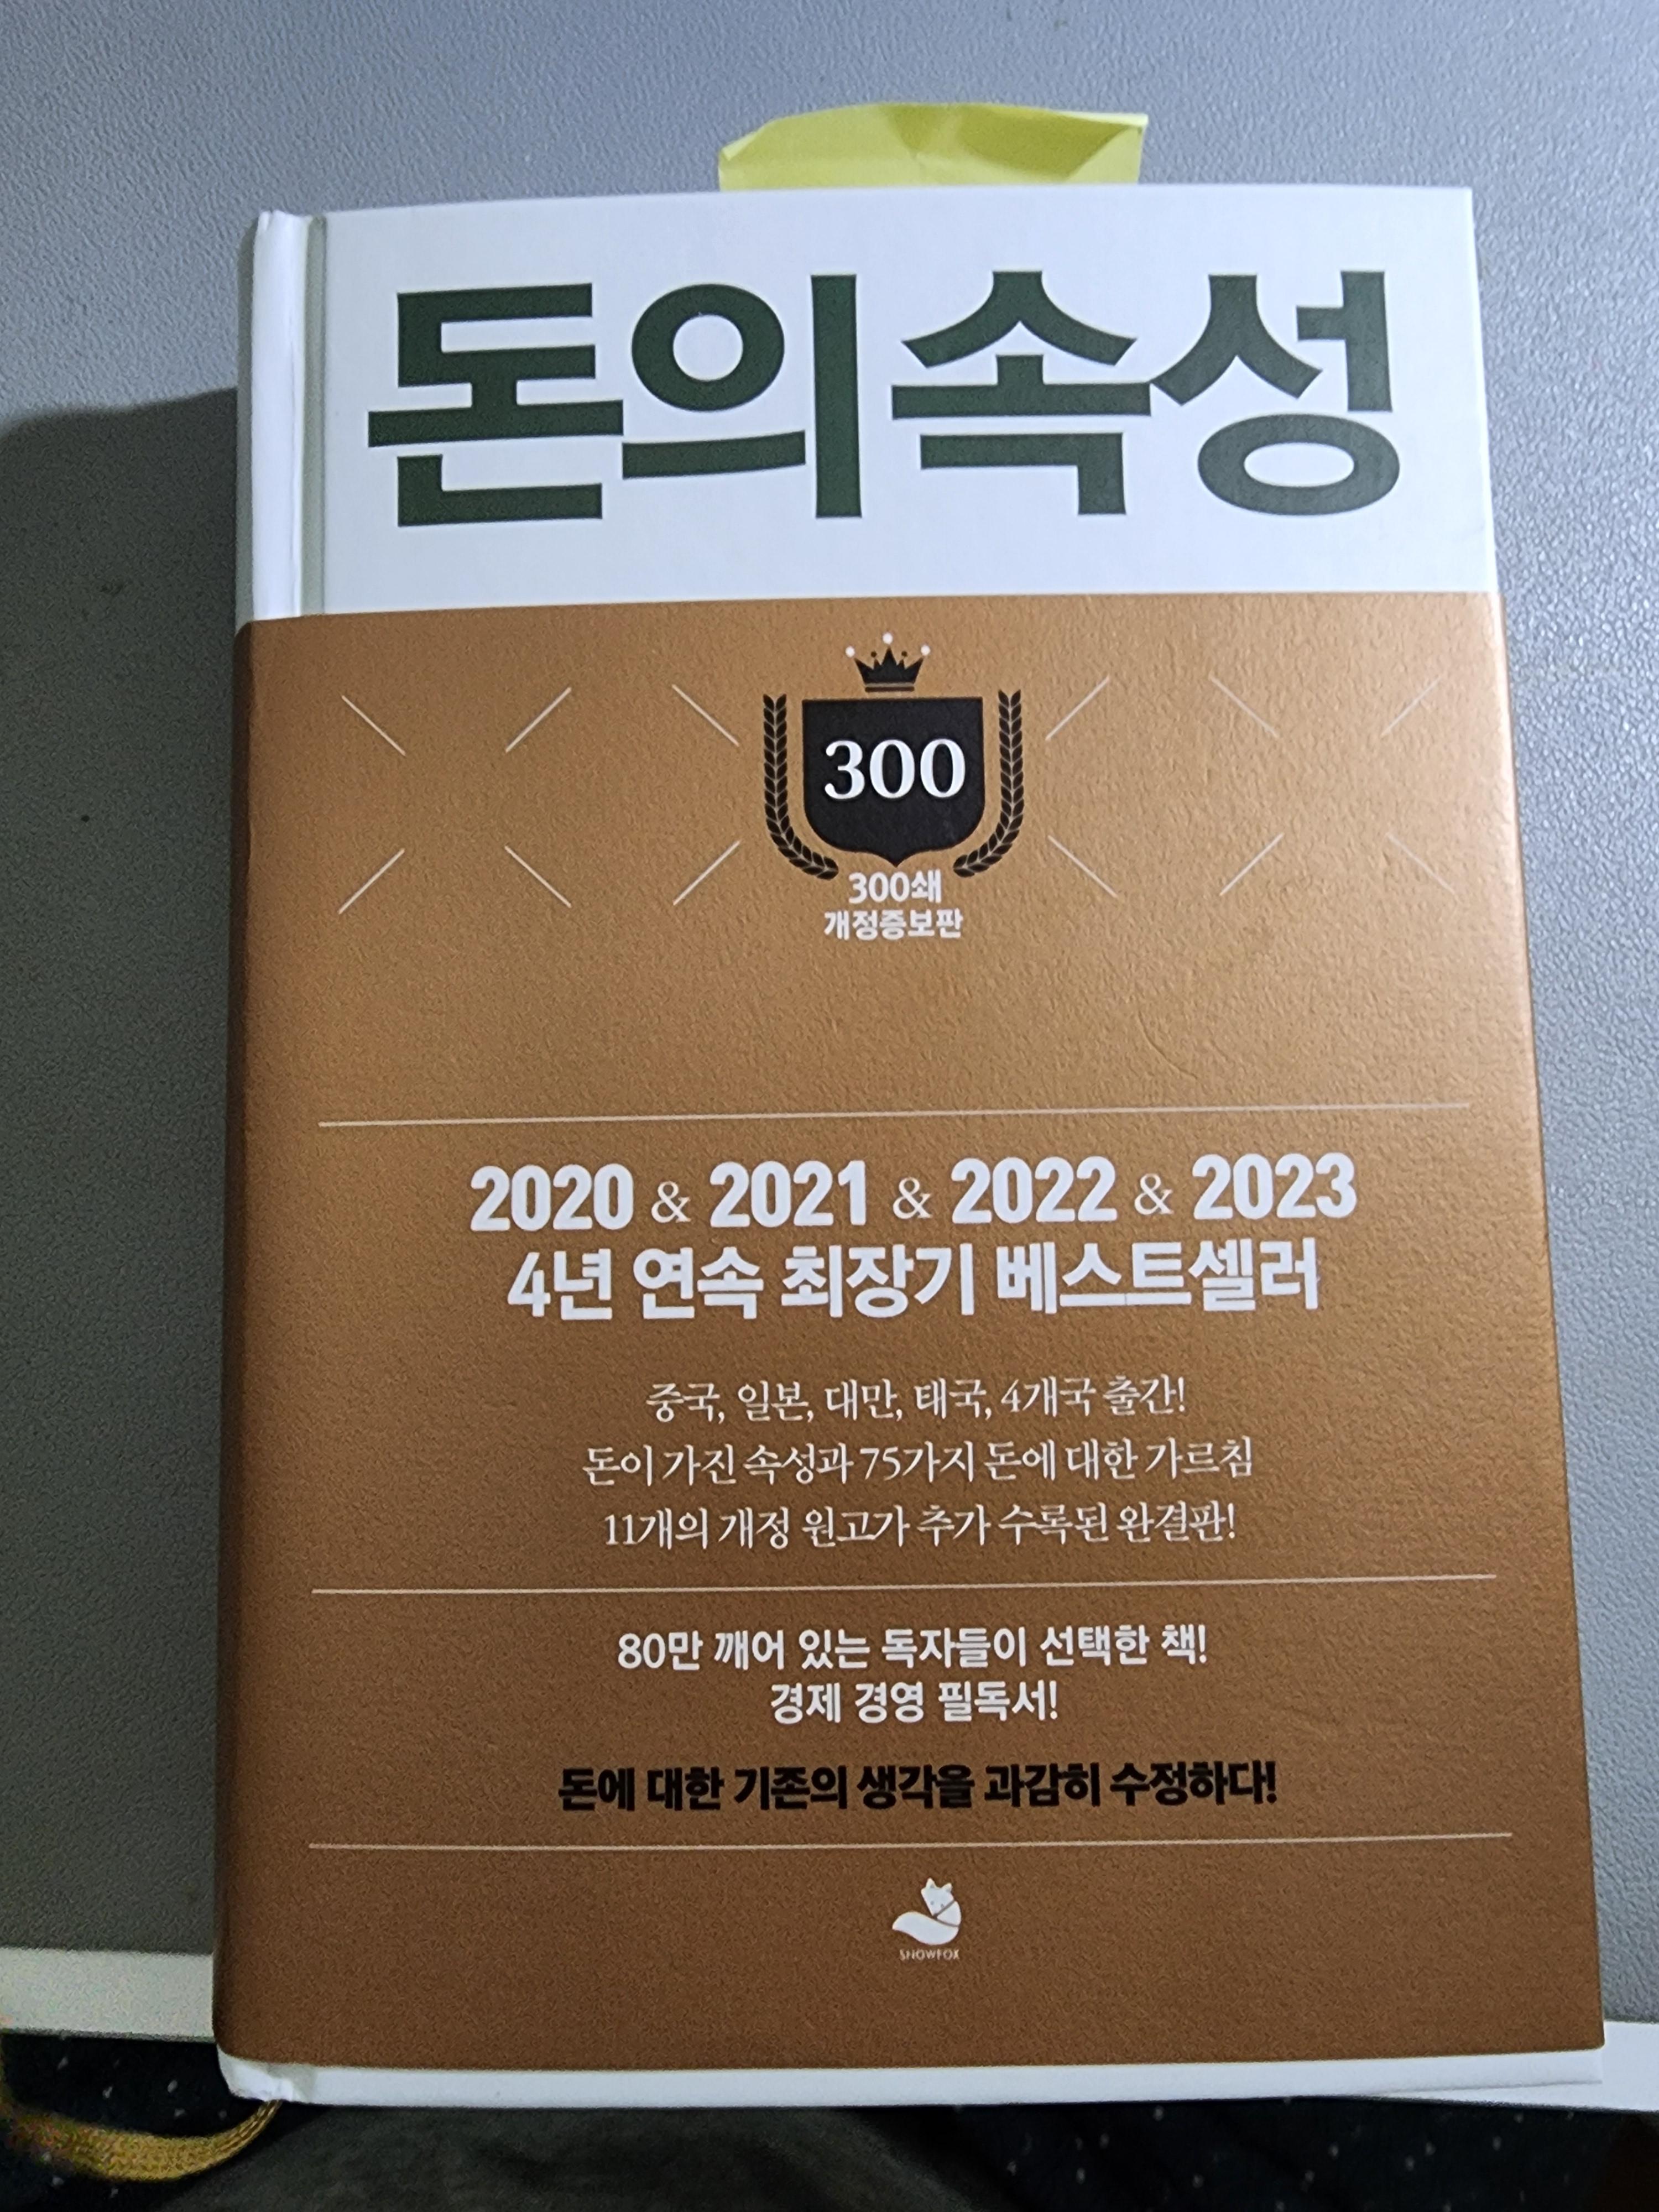 돈의 속성
300
300쇄
개정증보판
2020 & 2021 & 2022 & 2023
4년 연속 최장기 베스트셀러
중국, 일본, 대만, 태국, 4개국 출간!
돈이 가진 속성과 75가지 돈에 대한 가르침
11개의 개정 원고가 추가 수록된 완결판!
80만 깨어 있는 독자들이 선택한 책!
경제 경영 필독서!
돈에 대한 기존의 생각을 과감히 수정하다!
SNOWFOX